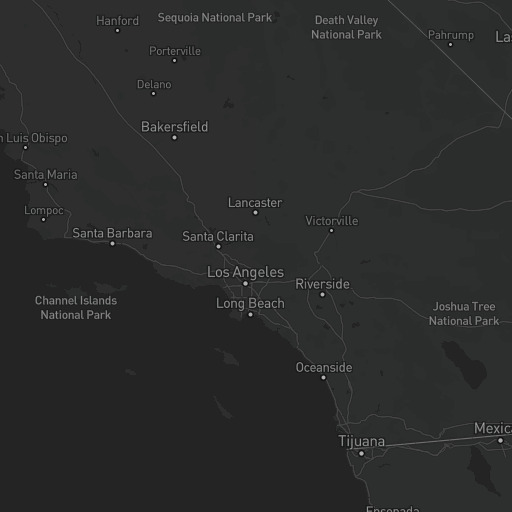 Sequoia National Park
Hanford
Death Valley
National Park
Pahrump
Las
Porterville
Delano
Bakersfield
n Luis Obispo
Santa Maria
Lompoc
Lancaster
Victorville
Santa Barbara
Santa Clarita
Los Angeles
Riverside
Channel Islands
National Park
Long Beach
Joshua Tree
National Park
Oceanside
Mexica
Tijuana
Ensenada